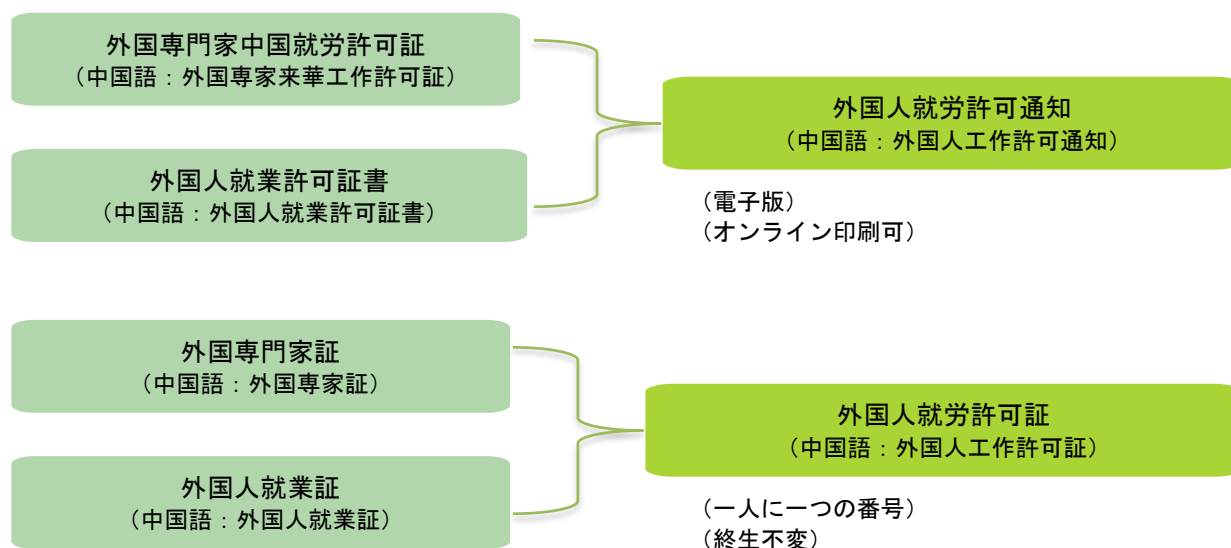 外国専門家中国就労許可証
（中国語：外国専家来華工作許可証）
外国人就業許可証書
（中国語：外国人就業許可証書）
外国人就労許可通知
（中国語：外国人工作許可通知）
（電子版）
（オンライン印刷可）
外国専門家証
（中国語：外国専家証）
外国人就業証
（中国語：外国人就業証）
外国人就労許可証
（中国語：外国人工作許可証）
（一人に一つの番号）
（終生不変）